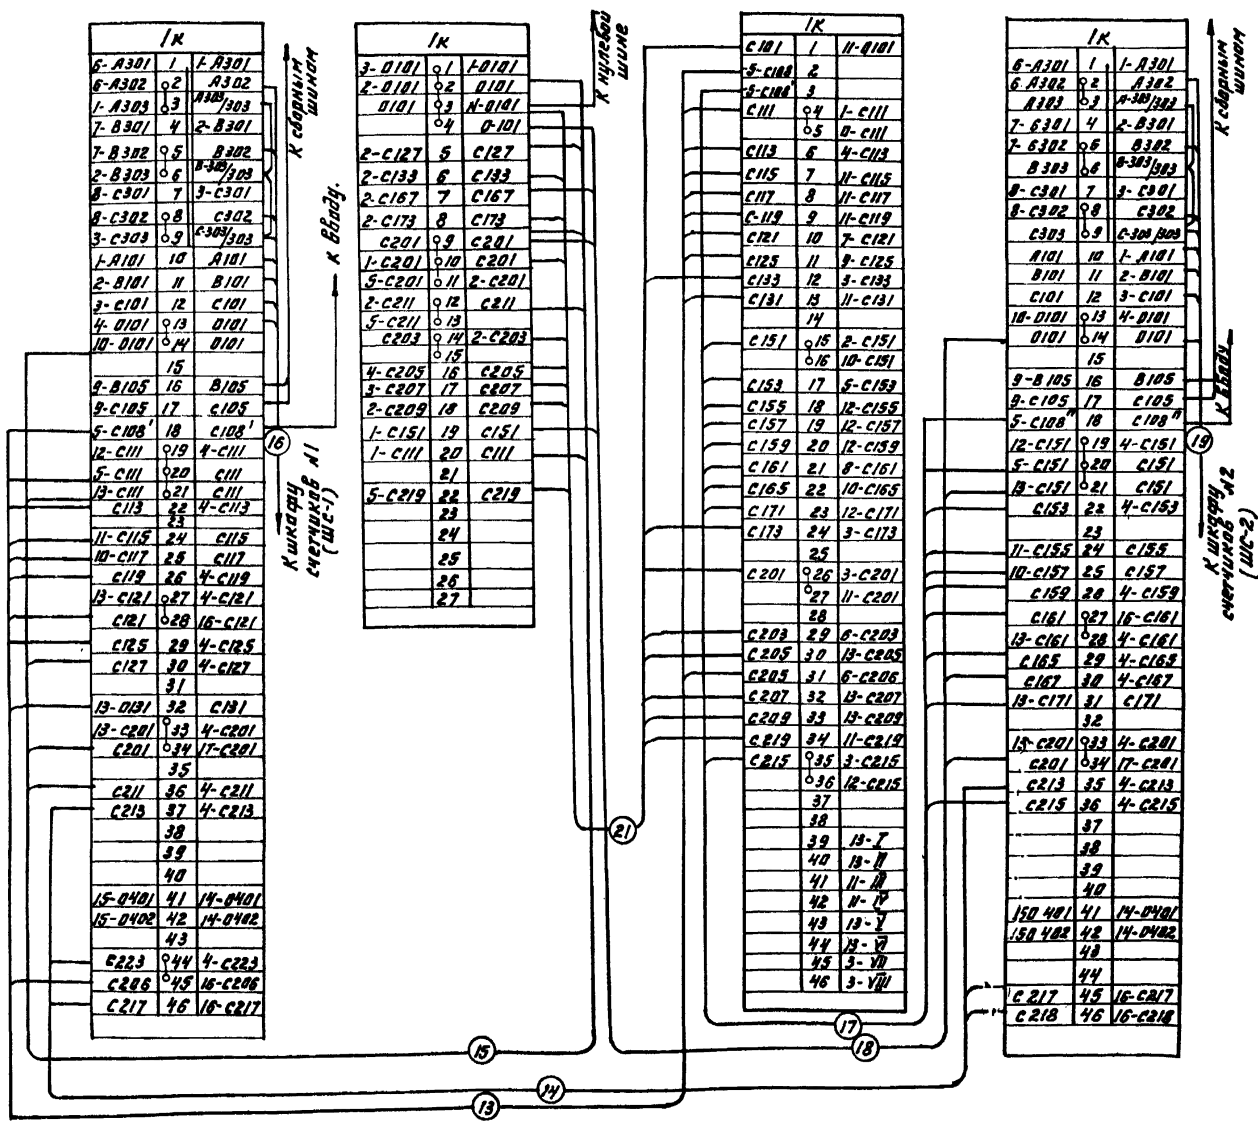 1к
6-А301 1 1-А301
6-А302 2 А302
1-А303 3 А303/303
7-В301 4 2-В301
7-В302 5 В302
2-В303 6 В-303/303
8-С301 7 3-С301
8-С302 8 С302
3-С303 9 С-303/303
1-А101 10 А101
2-В101 11 В101
3-С101 12 С101
4-0101 13 0101
10-0101 14 0101
15
9-В105 16 В105
9-С105 17 С105
5-С108' 18 С108'
12-С111 19 4-С111
5-С111 20 С111
13-С111 21 С111
С113 22 4-С113
23
11-С115 24 С115
10-С117 25 С117
С119 26 4-С119
13-С121 27 4-С121
С121 28 16-С121
С125 29 4-С125
С127 30 4-С127
31
13-0131 32 С131
13-С201 33 4-С201
С201 34 17-С201
35
С211 36 4-С211
С213 37 4-С213
38
39
40
15-0401 41 14-0401
15-0402 42 14-0402
43
С223 44 4-С223
С206 45 16-С206
С217 46 16-С217
К сборным
шинам
К вводу.
16
К шкафу
счетчиков N1
(ШС-1)
1к
3-0101 1 1-0101
2-0101 2 0101
0101 3 N-0101
4 0-101
2-С127 5 С127
2-С133 6 С133
2-С167 7 С167
2-С173 8 С173
С201 9 С201
1-С201 10 С201
5-С201 11 2-С201
2-С211 12 С211
5-С211 13
С203 14 2-С203
15
4-С205 16 С205
3-С207 17 С207
2-С209 18 С209
1-С151 19 С151
1-С111 20 С111
21
5-С219 22 С219
23
24
25
26
27
К нулевой
шине
21
1к
С101 1 11-0101
5-С108 2
5-С108' 3
С111 4 1-С111
5 0-С111
С113 6 4-С113
С115 7 11-С115
С117 8 11-С117
С-119 9 11-С119
С121 10 7-С121
С125 11 9-С125
С133 12 3-С133
С131 13 11-С131
14
С151 15 2-С151
16 10-С151
С153 17 5-С153
С155 18 12-С155
С157 19 12-С157
С159 20 12-С159
С161 21 8-С161
С165 22 10-С165
С171 23 12-С171
С173 24 3-С173
25
С201 26 3-С201
27 11-С201
28
С203 29 6-С203
С205 30 13-С205
С205 31 6-С206
С207 32 13-С207
С209 33 13-С209
С219 34 11-С219
С215 35 3-С215
36 12-С215
37
38
39 13-I
40 13-II
41 11-III
42 11-IV
43 13-V
44 13-VI
45 3-VII
46 3-VIII
1к
6-А301 1 1-А301
6 А302 2 А302
А303 3 А-303/303
7-6301 4 2-В301
7-6302 5 В302
В303 6 В-303/303
8-С301 7 3-С301
8-С302 8 С302
С303 9 С-303/303
А101 10 1-А101
В101 11 2-В101
С101 12 3-С101
10-0101 13 4-0101
0101 14 0101
15
9-В105 16 В105
9-С105 17 С105
5-С108" 18 С108"
12-С151 19 4-С151
5-С151 20 С151
13-С151 21 С151
С153 22 4-С153
23
11-С155 24 С155
10-С157 25 С157
С159 26 4-С159
С161 27 16-С161
13-С161 28 4-С161
С165 29 4-С165
С167 30 4-С167
13-С171 31 С171
32
13-С201 33 4-С201
С201 34 17-С201
С213 35 4-С213
С215 36 4-С215
37
38
39
40
150 401 41 14-0401
150 402 42 14-0402
43
44
С217 45 16-С217
С218 46 16-С218
К сборным
шинам
К вводу
19
К шкафу
счетчиков N2
(ШС-2)
17
18
15
14
13